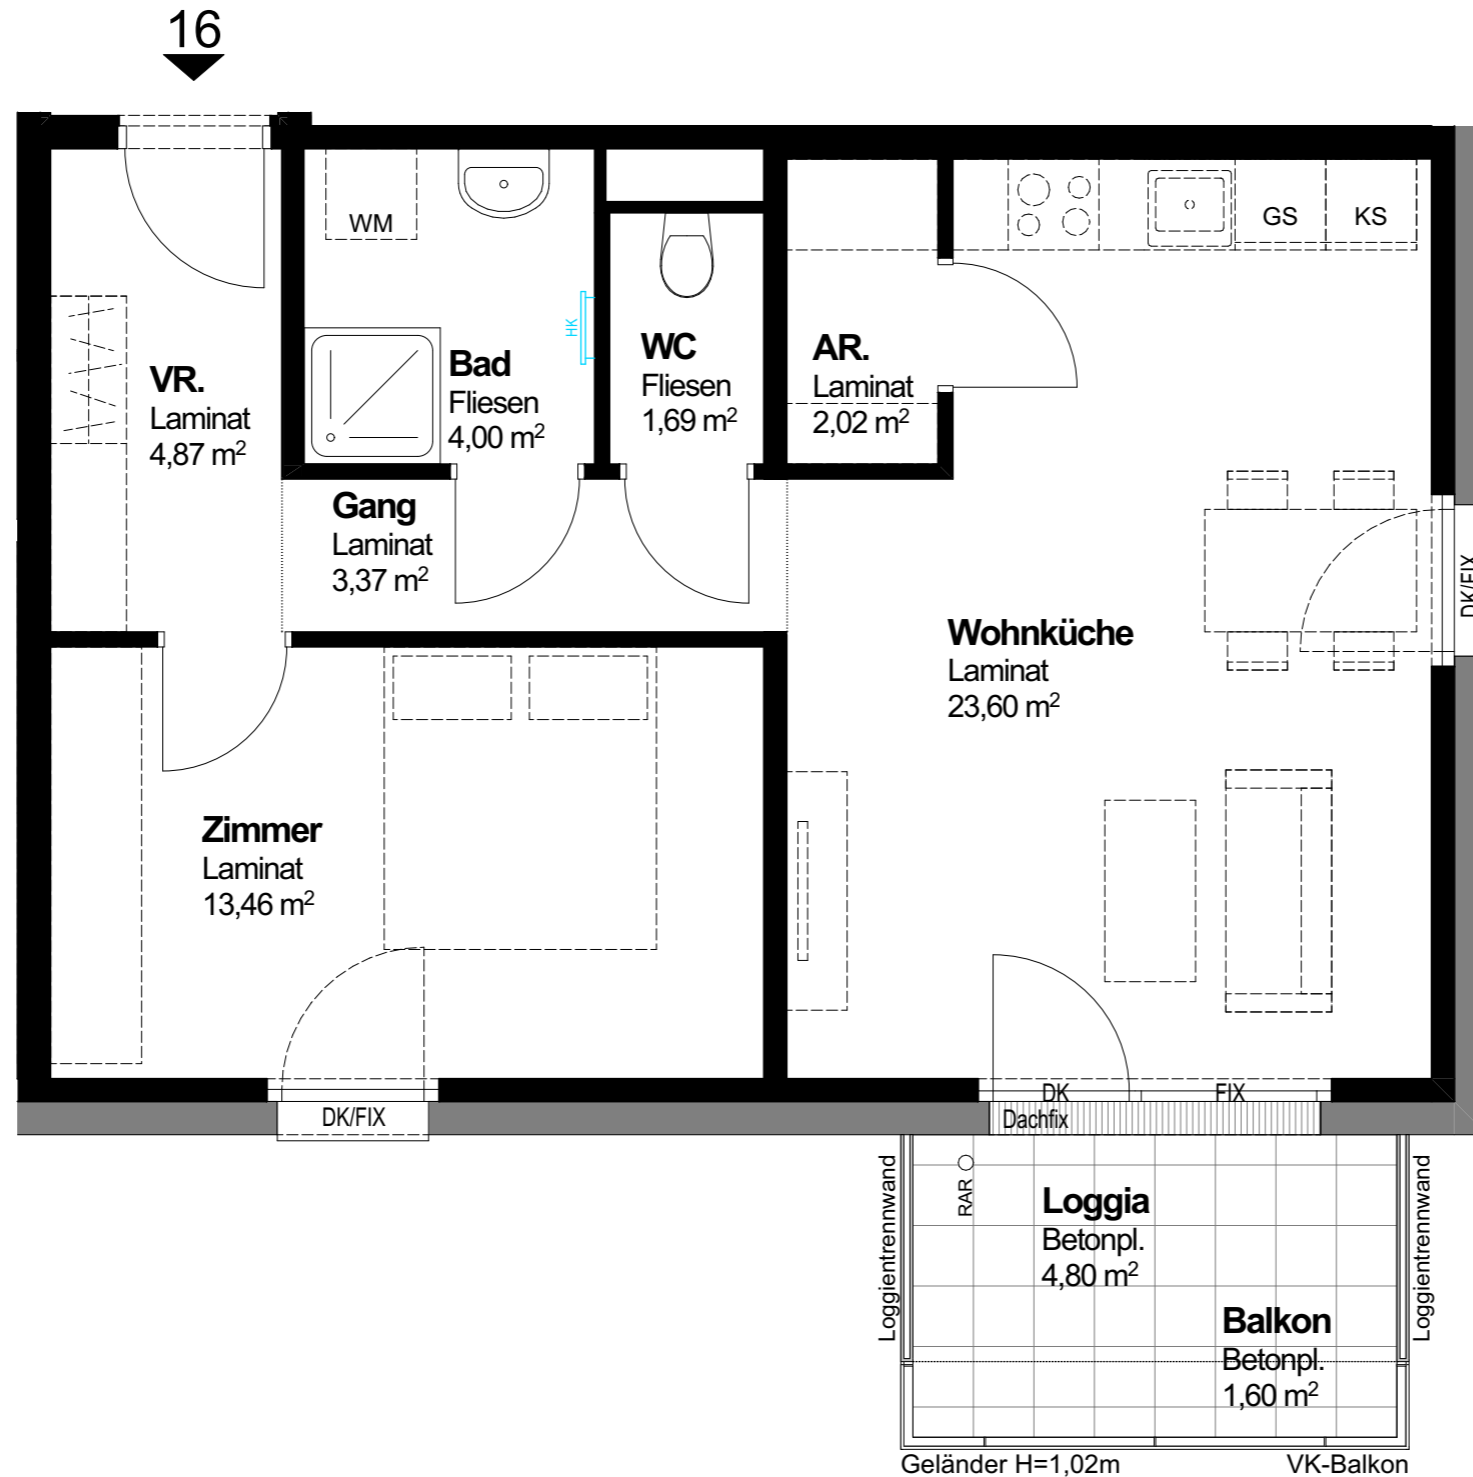 16
WM
GS
KS
HK
VR.
Laminat
4,87 m²
Bad
Fliesen
4,00 m²
WC
Fliesen
1,69 m²
AR.
Laminat
2,02 m²
Gang
Laminat
3,37 m²
DK/FIX
Wohnküche
Laminat
23,60 m²
Zimmer
Laminat
13,46 m²
DK/FIX
DK
FIX
Dachfix
Loggientrennwand
RAR
Loggia
Betonpl.
4,80 m²
Loggientrennwand
Balkon
Betonpl.
1,60 m²
Geländer H=1,02m
VK-Balkon